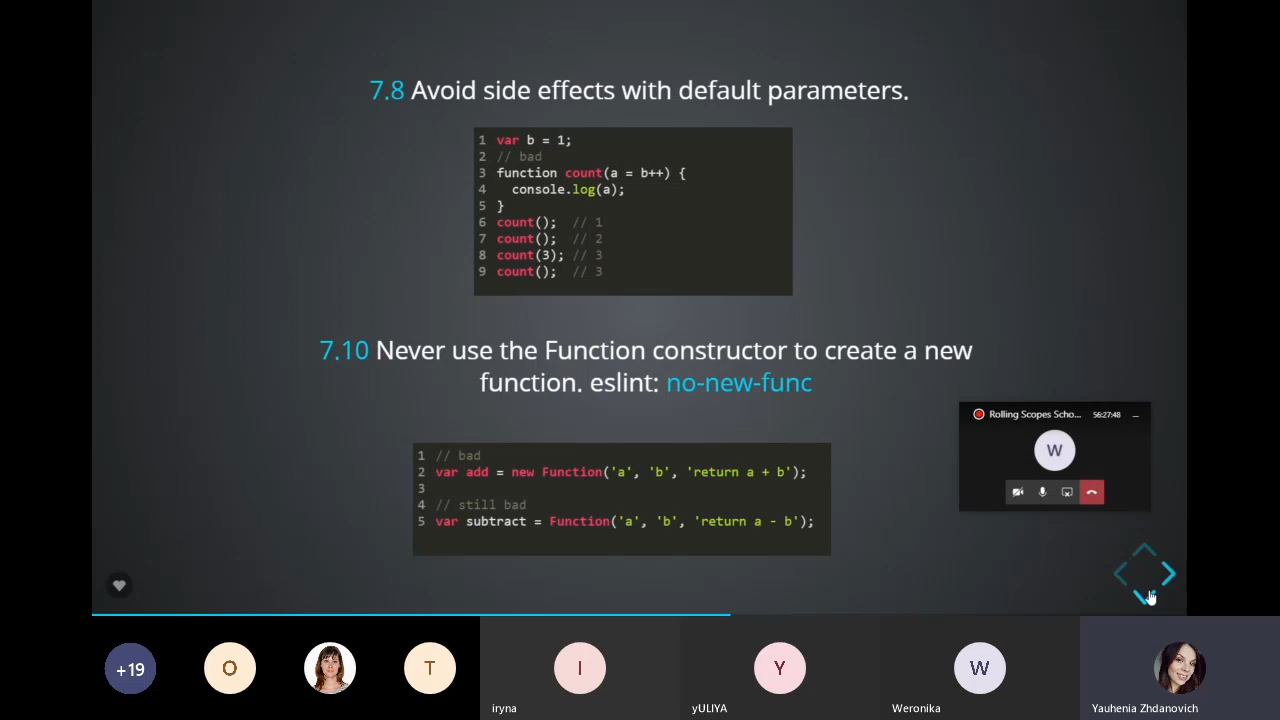 7.8 Avoid side effects with default parameters.
1 var b = 1;
2 // bad
3 function count(a = b++) {
4   console.log(a);
5 }
6 count();  // 1
7 count();  // 2
8 count(3); // 3
9 count();  // 3
7.10 Never use the Function constructor to create a new
function. eslint: no-new-func
1 // bad
2 var add = new Function('a', 'b', 'return a + b');
3
4 // still bad
5 var subtract = Function('a', 'b', 'return a - b');
Rolling Scopes Scho... 56:27:48
W
+19
O
T
I
Y
W
iryna
yULIYA
Weronika
Yauhenia Zhdanovich